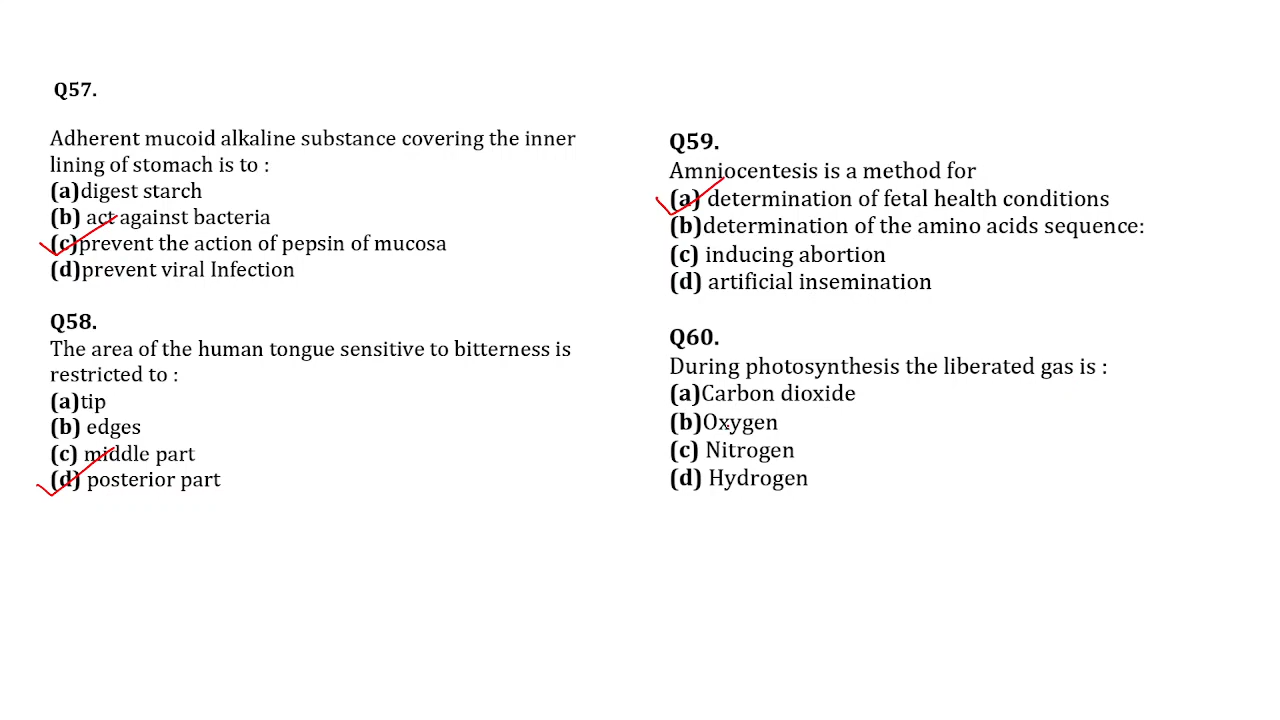 Q57.
Adherent mucoid alkaline substance covering the inner
lining of stomach is to :
(a)digest starch
(b) act against bacteria
(c)prevent the action of pepsin of mucosa
(d)prevent viral Infection
Q58.
The area of the human tongue sensitive to bitterness is
restricted to :
(a)tip
(b) edges
(c) middle part
(d) posterior part
Q59.
Amniocentesis is a method for
(a) determination of fetal health conditions
(b)determination of the amino acids sequence:
(c) inducing abortion
(d) artificial insemination
Q60.
During photosynthesis the liberated gas is :
(a)Carbon dioxide
(b)Oxygen
(c) Nitrogen
(d) Hydrogen